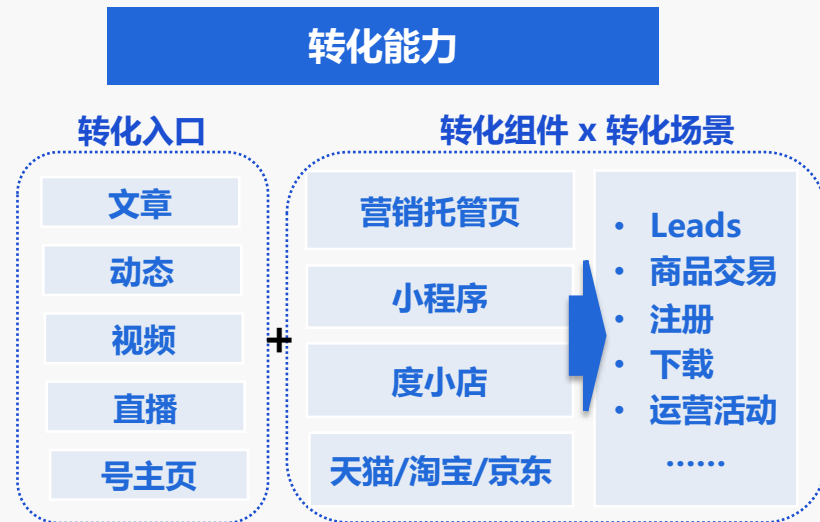 转化能力
转化入口
文章
动态
视频
直播
号主页
+
转化组件 x 转化场景
营销托管页
小程序
度小店
天猫/淘宝/京东
• Leads
• 商品交易
• 注册
• 下载
• 运营活动
……